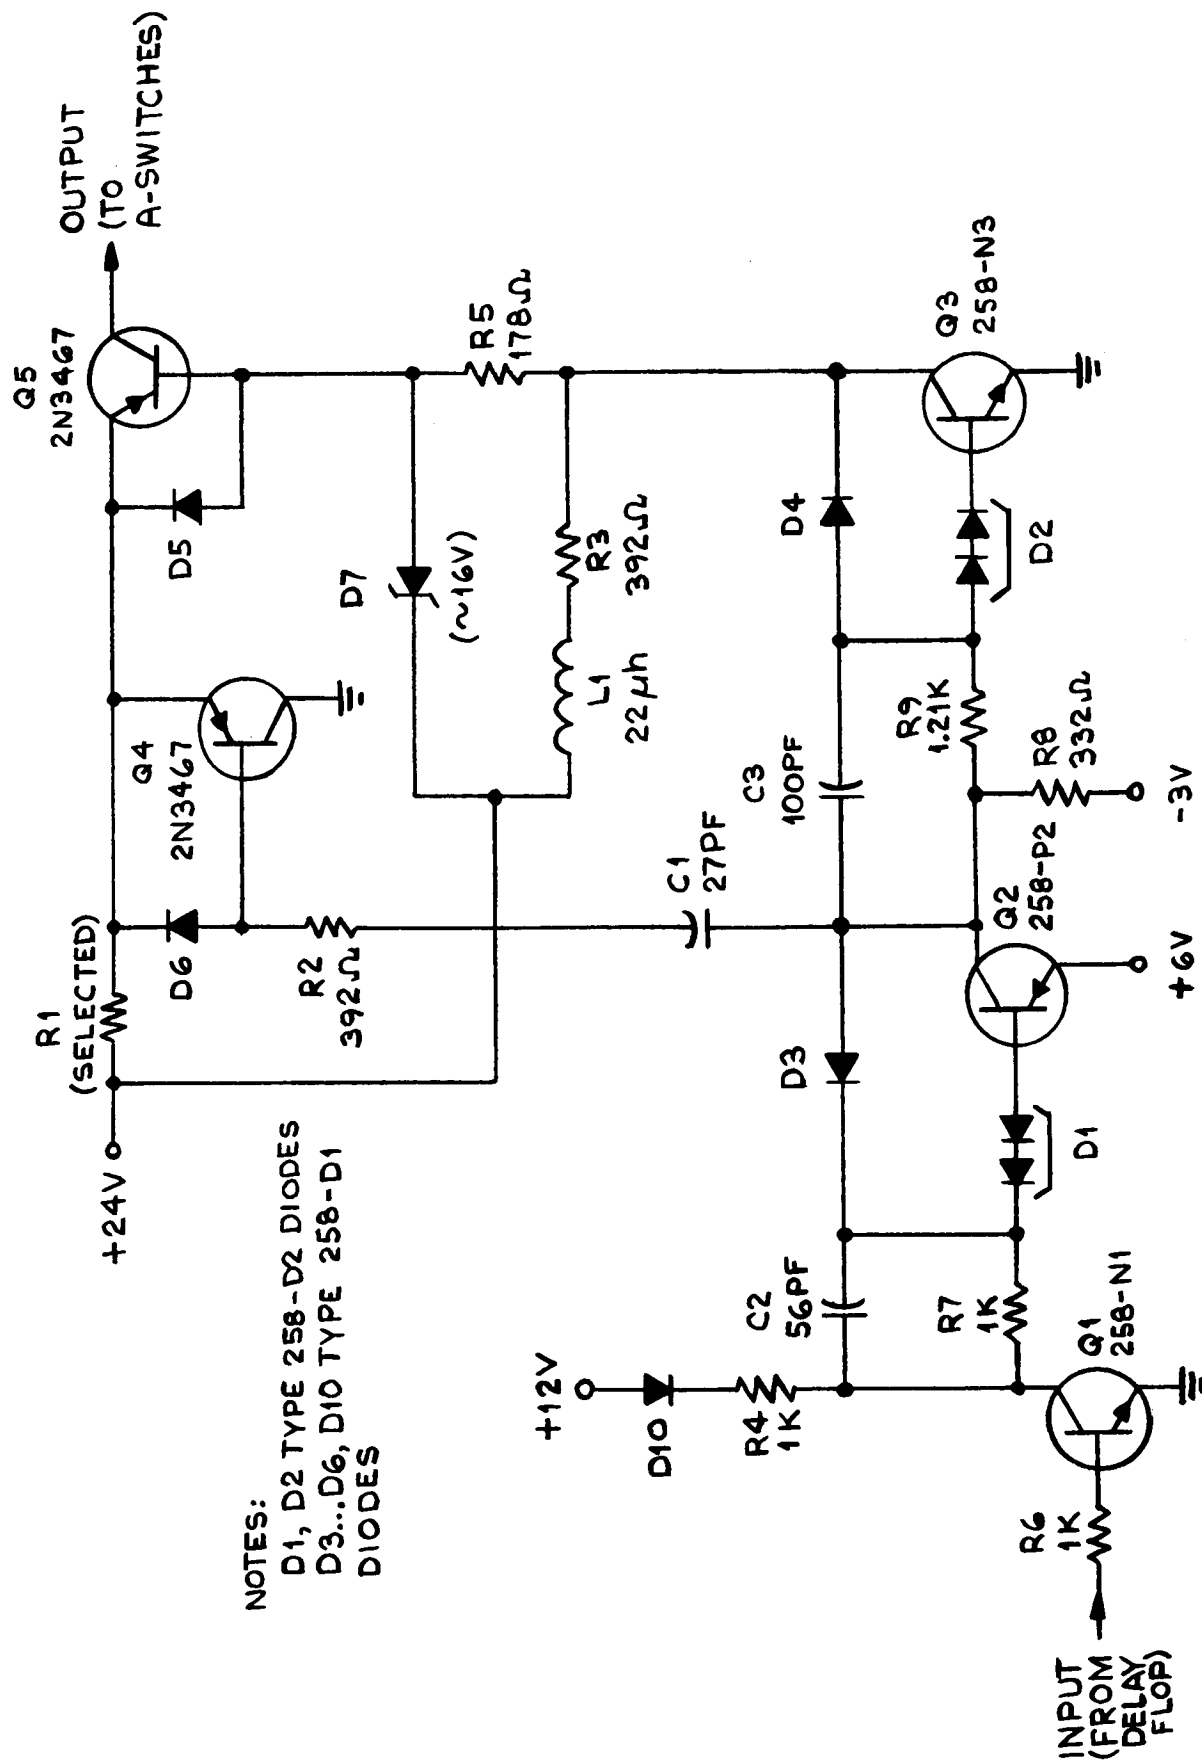 NOTES:
D1, D2 TYPE 258-D2 DIODES
D3...D6, D10 TYPE 258-D1
DIODES
+24V
R1
(SELECTED)
D6
R2
392Ω
Q4
2N3467
D5
Q5
2N3467
OUTPUT
(TO
A-SWITCHES)
D7
(~16V)
R5
178Ω
L1
22μh
R3
392Ω
C1
27PF
+12V
D10
R4
1K
C2
56PF
D3
C3
100PF
D4
R7
1K
D1
Q2
258-P2
R9
1.21K
R8
332Ω
D2
Q3
258-N3
INPUT
(FROM
DELAY
FLOP)
R6
1K
Q1
258-N1
+6V
-3V